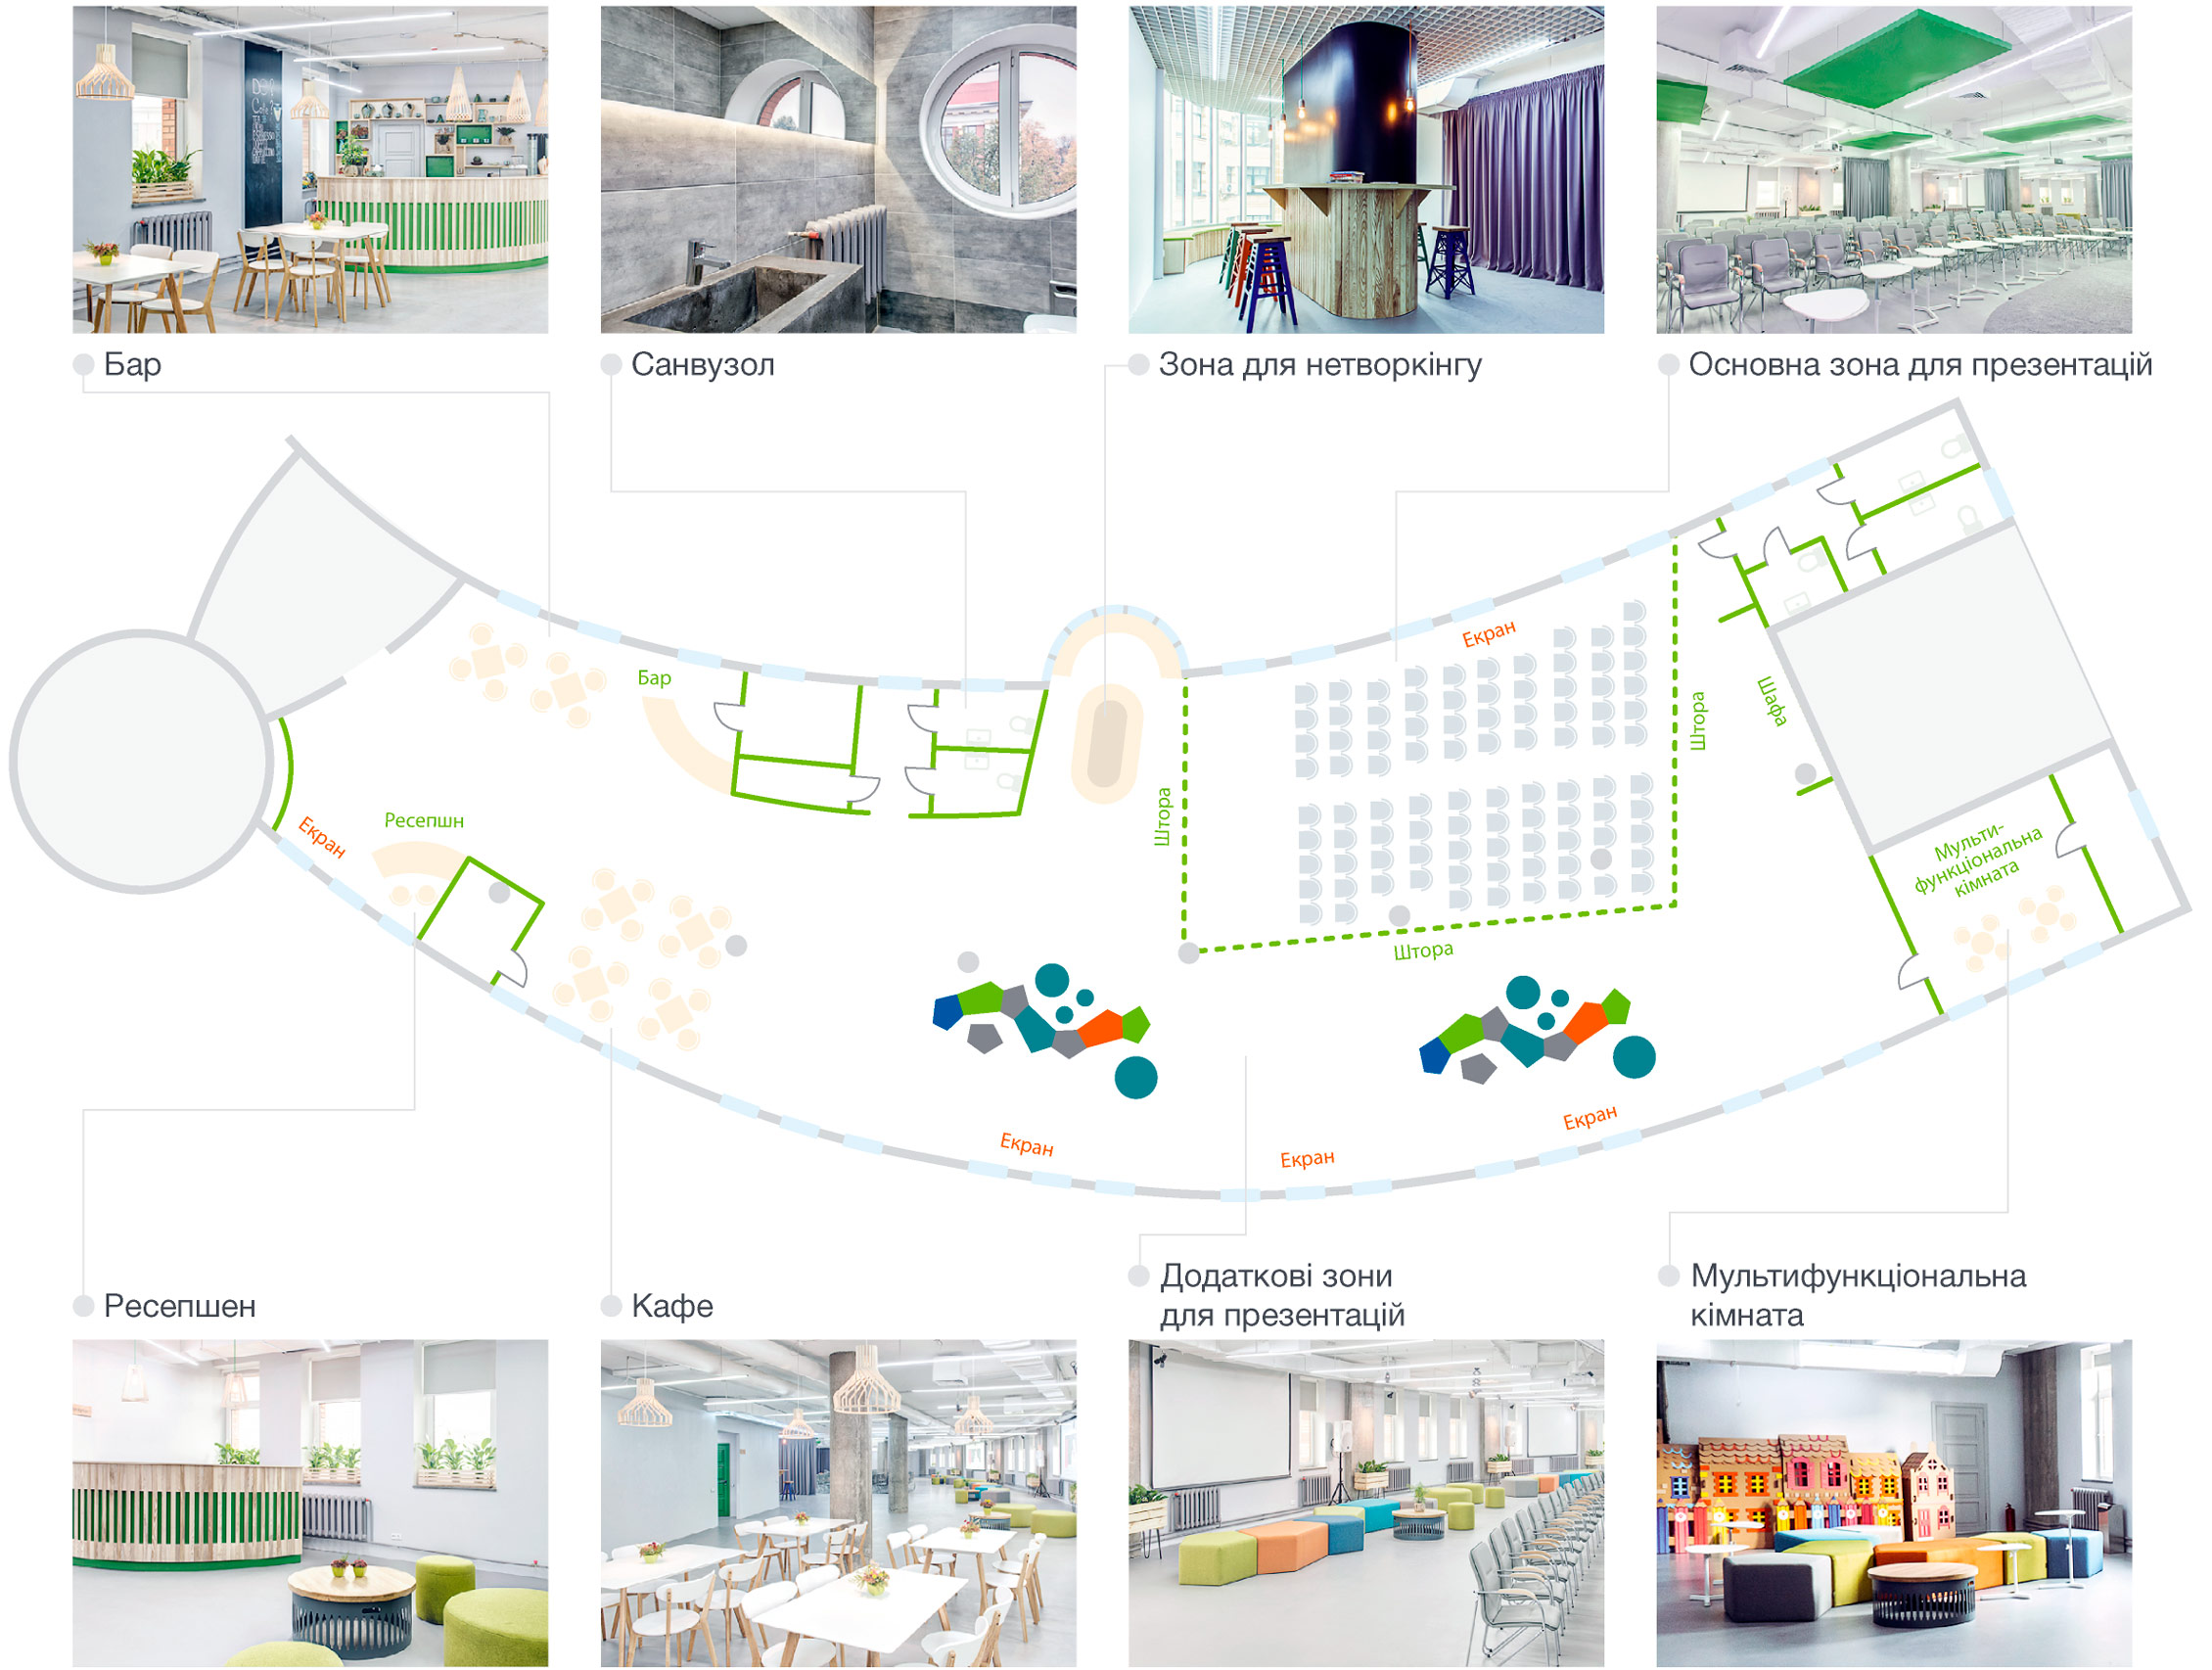 Бар
Санвузол
Зона для нетворкінгу
Основна зона для презентацій
Екран
Бар
Штора
Шафа
Штора
Ресепшн
Екран
Мульти-
функціональна
кімната
Штора
Екран
Екран
Екран
Ресепшен
Кафе
Додаткові зони
для презентацій
Мультифункціональна
кімната